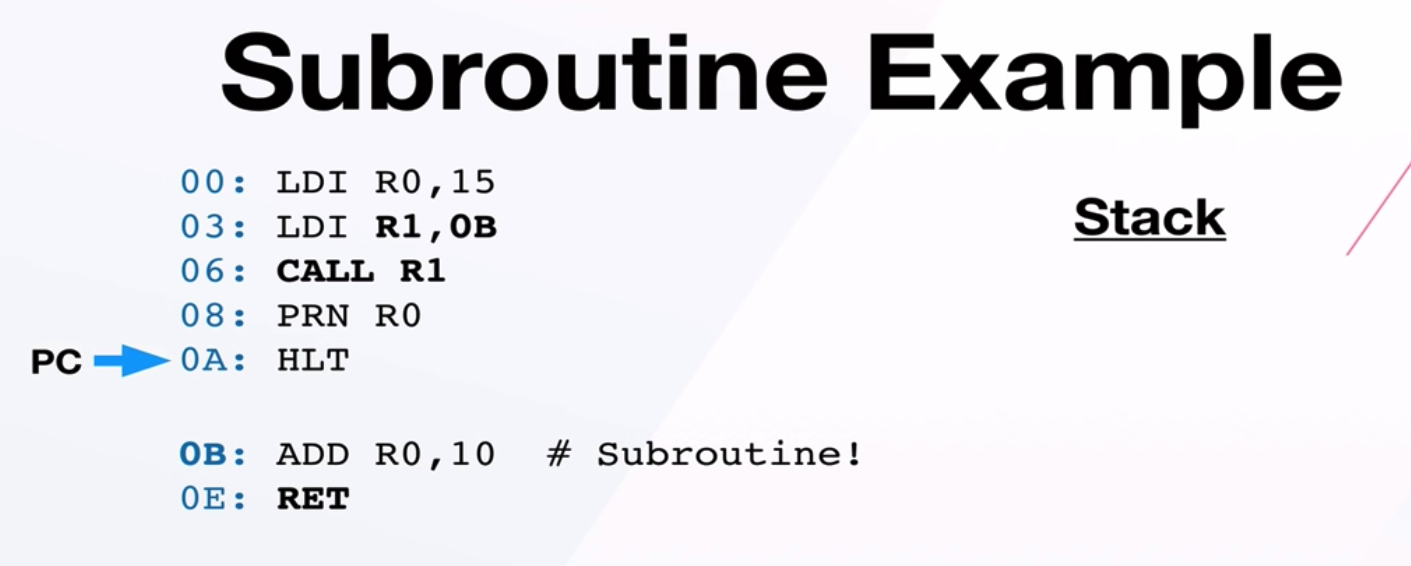 Subroutine Example
00: LDI R0,15
03: LDI R1,0B
06: CALL R1
08: PRN R0
PC 0A: HLT
0B: ADD R0,10 # Subroutine!
0E: RET
Stack